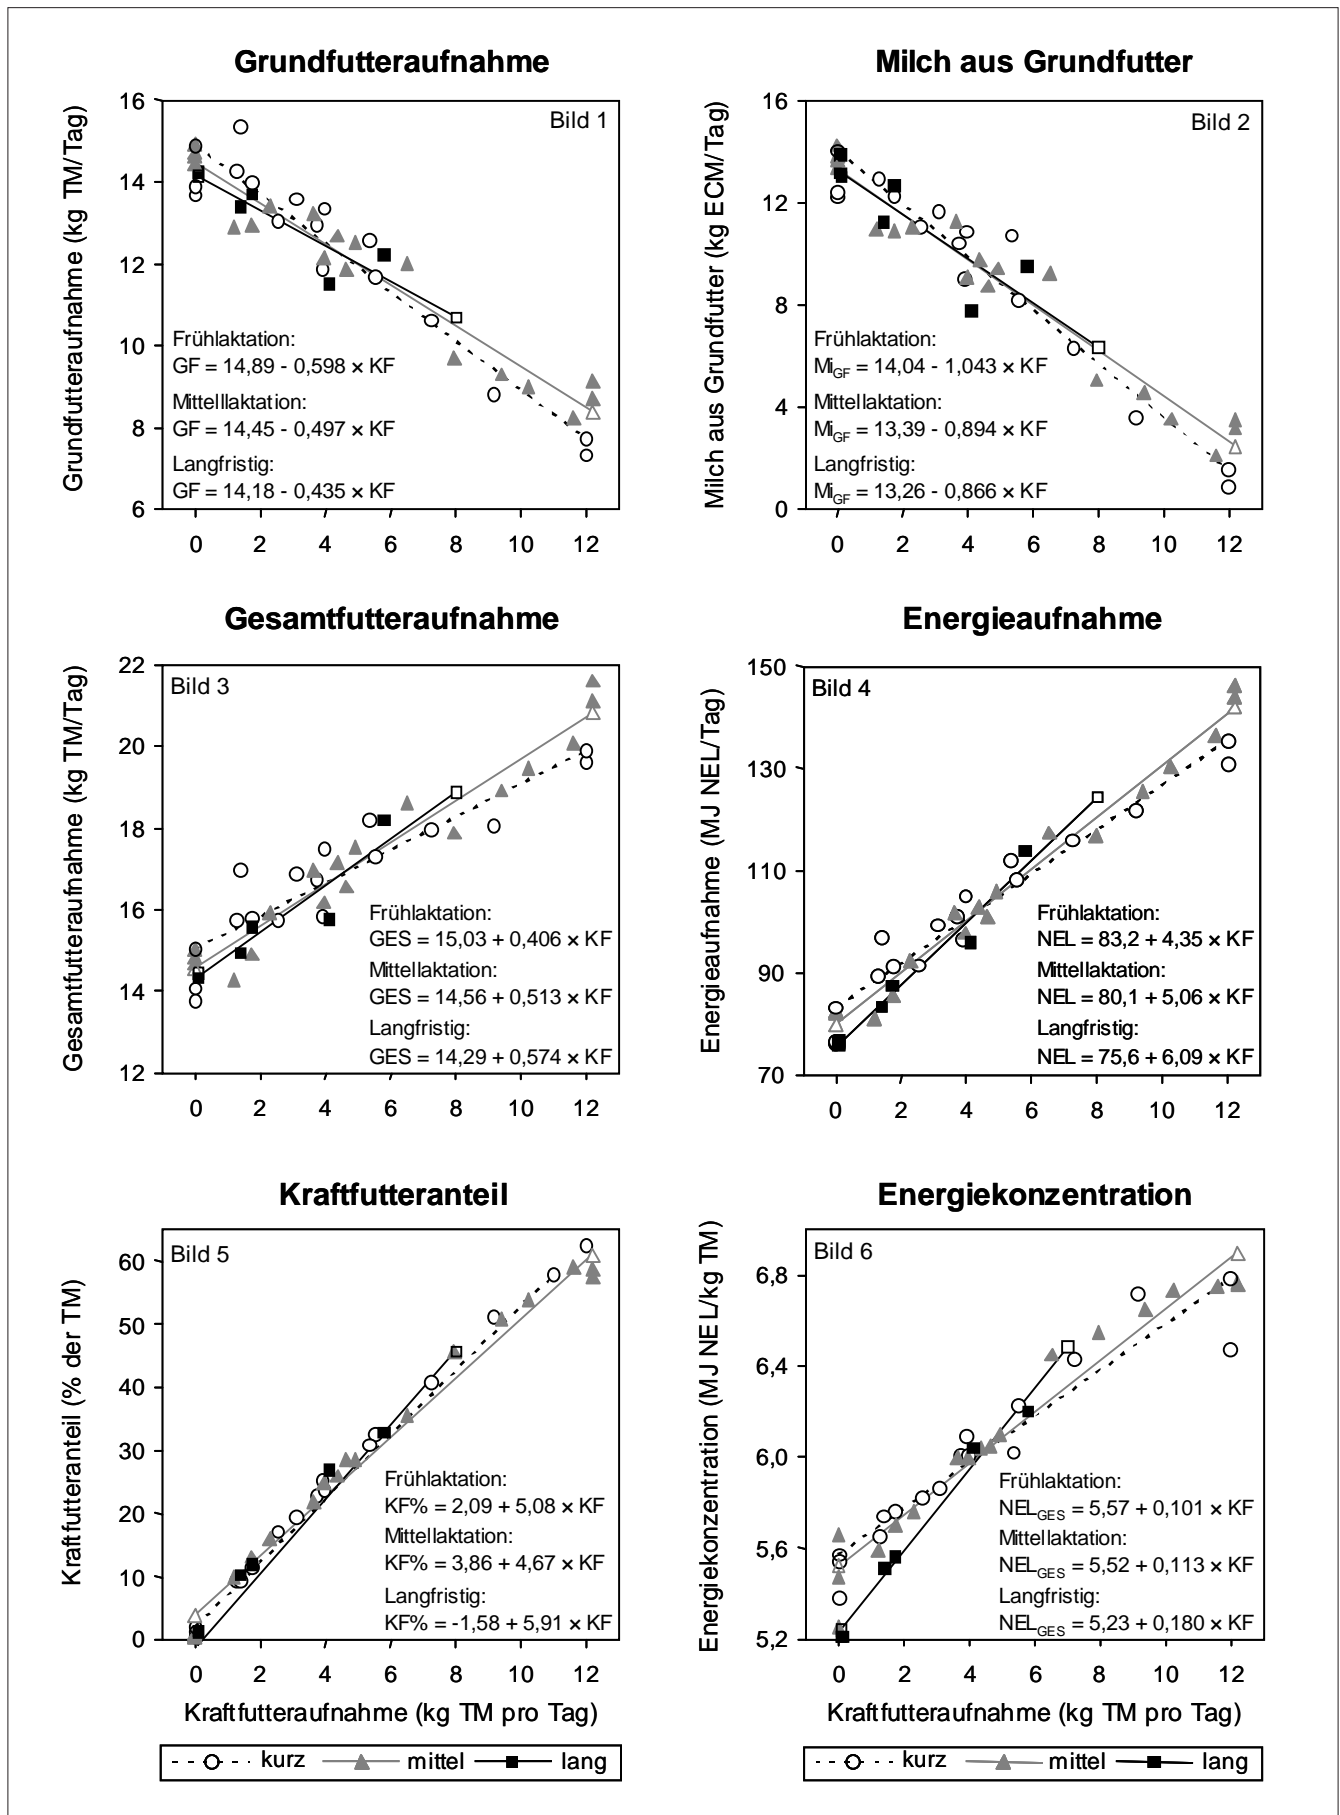 Grundfutteraufnahme
Grundfutteraufnahme (kg TM/Tag)
16
14
12
10
8
6
Bild 1
Frühlaktation:
GF = 14,89 - 0,598 × KF
Mittelllaktation:
GF = 14,45 - 0,497 × KF
Langfristig:
GF = 14,18 - 0,435 × KF
0 2 4 6 8 10 12
Milch aus Grundfutter
Milch aus Grundfutter (kg ECM/Tag)
16
12
8
4
0
Bild 2
Frühlaktation:
Mi_GF = 14,04 - 1,043 × KF
Mittellaktation:
Mi_GF = 13,39 - 0,894 × KF
Langfristig:
Mi_GF = 13,26 - 0,866 × KF
0 2 4 6 8 10 12
Gesamtfutteraufnahme
Gesamtfutteraufnahme (kg TM/Tag)
22
20
18
16
14
12
Bild 3
Frühlaktation:
GES = 15,03 + 0,406 × KF
Mittellaktation:
GES = 14,56 + 0,513 × KF
Langfristig:
GES = 14,29 + 0,574 × KF
0 2 4 6 8 10 12
Energieaufnahme
Energieaufnahme (MJ NEL/Tag)
150
130
110
90
70
Bild 4
Frühlaktation:
NEL = 83,2 + 4,35 × KF
Mittellaktation:
NEL = 80,1 + 5,06 × KF
Langfristig:
NEL = 75,6 + 6,09 × KF
0 2 4 6 8 10 12
Kraftfutteranteil
Kraftfutteranteil (% der TM)
60
50
40
30
20
10
0
Bild 5
Frühlaktation:
KF% = 2,09 + 5,08 × KF
Mittellaktation:
KF% = 3,86 + 4,67 × KF
Langfristig:
KF% = -1,58 + 5,91 × KF
0 2 4 6 8 10 12
Kraftfutteraufnahme (kg TM pro Tag)
kurz mittel lang
Energiekonzentration
Energiekonzentration (MJ NEL/kg TM)
6,8
6,4
6,0
5,6
5,2
Bild 6
Frühlaktation:
NEL_GES = 5,57 + 0,101 × KF
Mittellaktation:
NEL_GES = 5,52 + 0,113 × KF
Langfristig:
NEL_GES = 5,23 + 0,180 × KF
0 2 4 6 8 10 12
Kraftfutteraufnahme (kg TM pro Tag)
kurz mittel lang